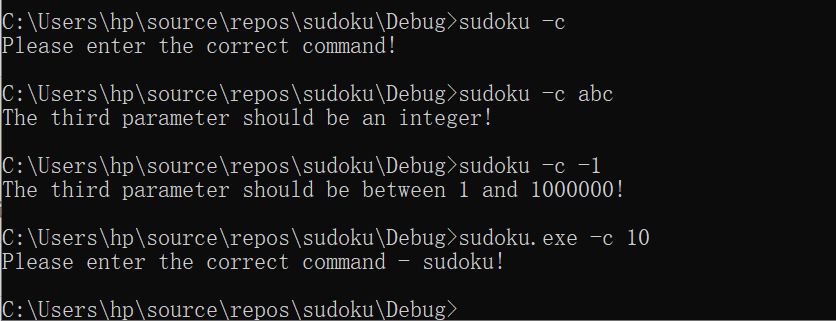 C:\Users\hp\source\repos\sudoku\Debug>sudoku -c
Please enter the correct command!
C:\Users\hp\source\repos\sudoku\Debug>sudoku -c abc
The third parameter should be an integer!
C:\Users\hp\source\repos\sudoku\Debug>sudoku -c -1
The third parameter should be between 1 and 1000000!
C:\Users\hp\source\repos\sudoku\Debug>sudoku.exe -c 10
Please enter the correct command - sudoku!
C:\Users\hp\source\repos\sudoku\Debug>